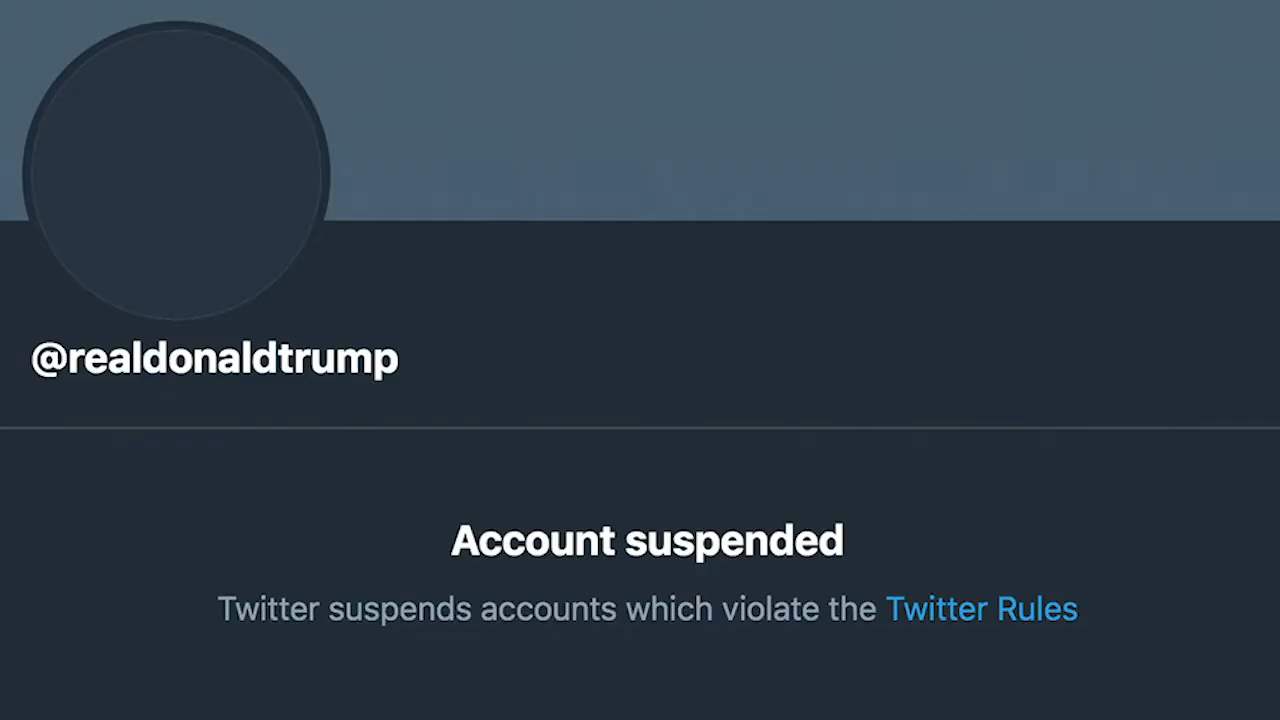 @realdonaldtrump
Account suspended
Twitter suspends accounts which violate the Twitter Rules